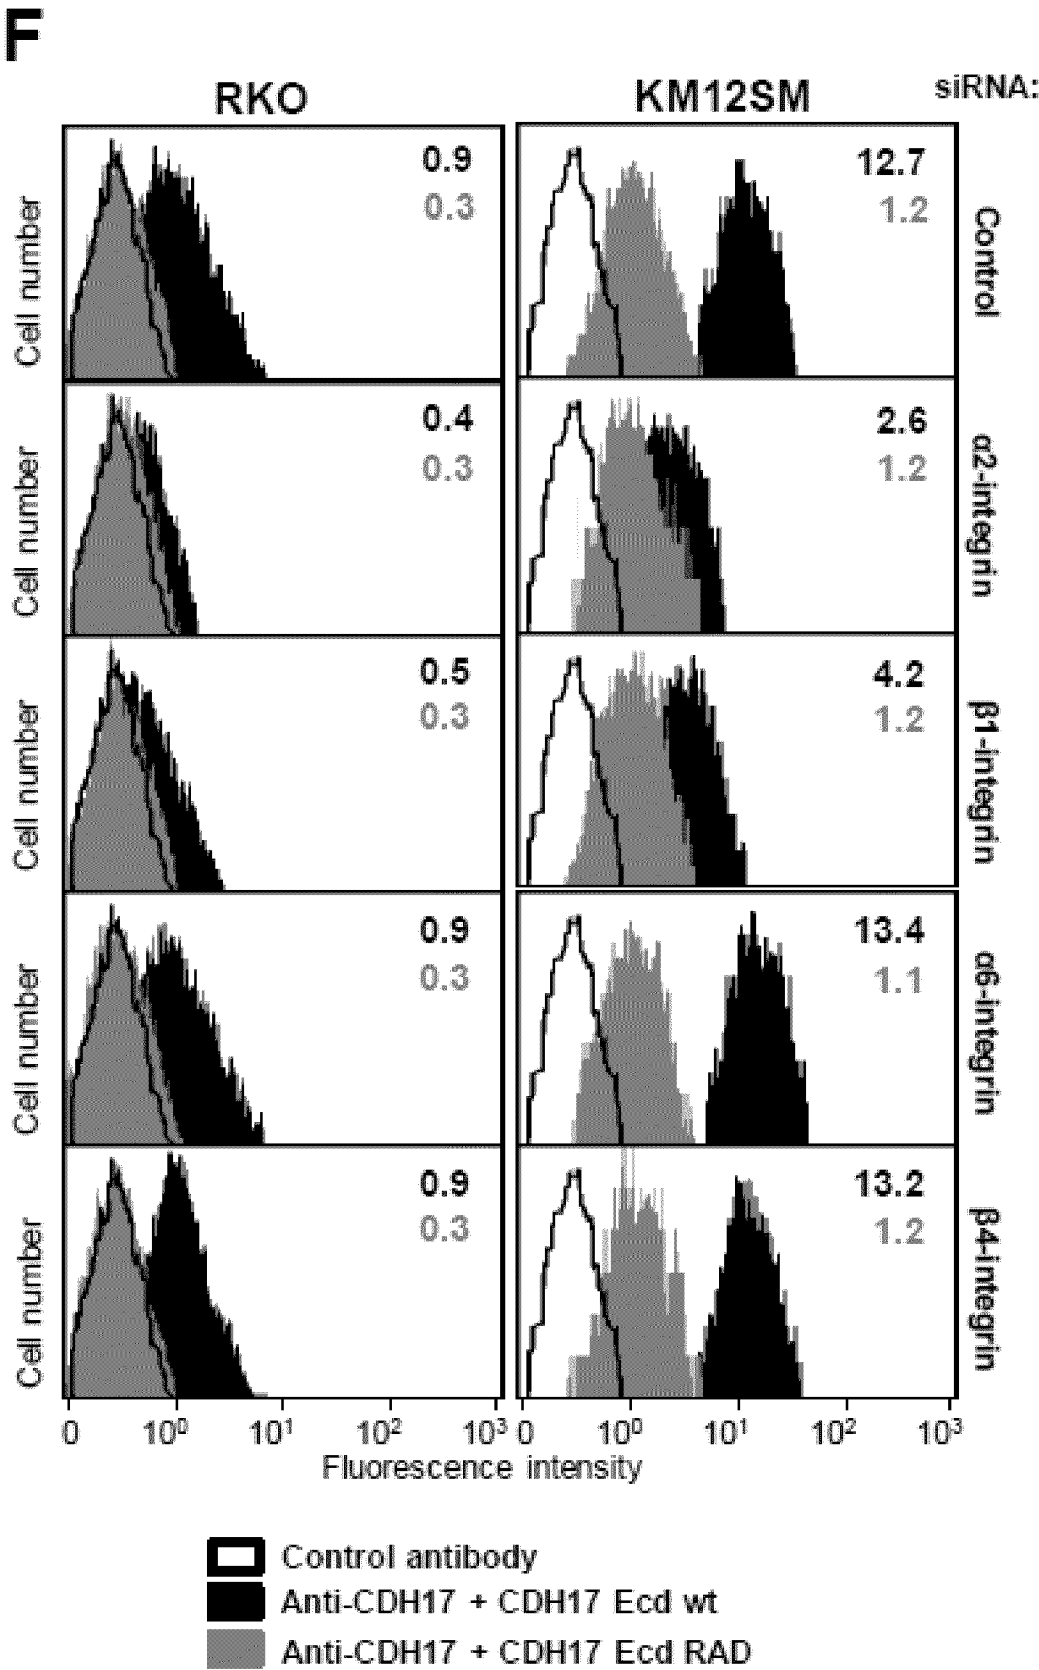 F
RKO
KM12SM
siRNA:
Cell number
0.9
0.3
12.7
1.2
Control
Cell number
0.4
0.3
2.6
1.2
α2-integrin
Cell number
0.5
0.3
4.2
1.2
β1-integrin
Cell number
0.9
0.3
13.4
1.1
α6-integrin
Cell number
0.9
0.3
13.2
1.2
β4-integrin
0 10⁰ 10¹ 10² 10³ 0 10⁰ 10¹ 10² 10³
Fluorescence intensity
Control antibody
Anti-CDH17 + CDH17 Ecd wt
Anti-CDH17 + CDH17 Ecd RAD